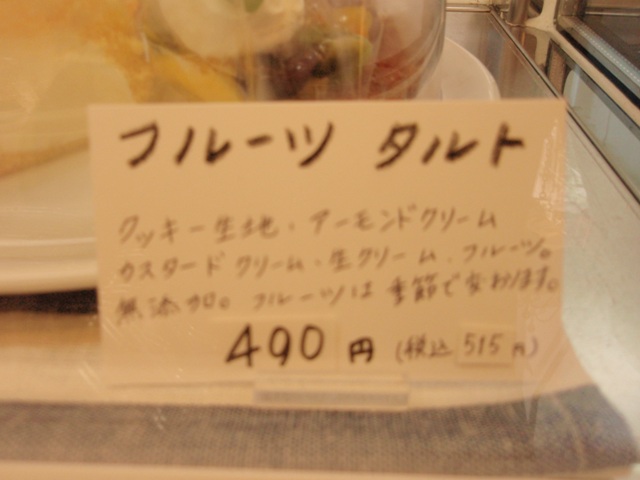 フルーツ タルト
クッキー生地・アーモンドクリーム
カスタードクリーム・生クリーム・フルーツ。
無添加。フルーツは季節で変わります。
490円(税込515円)